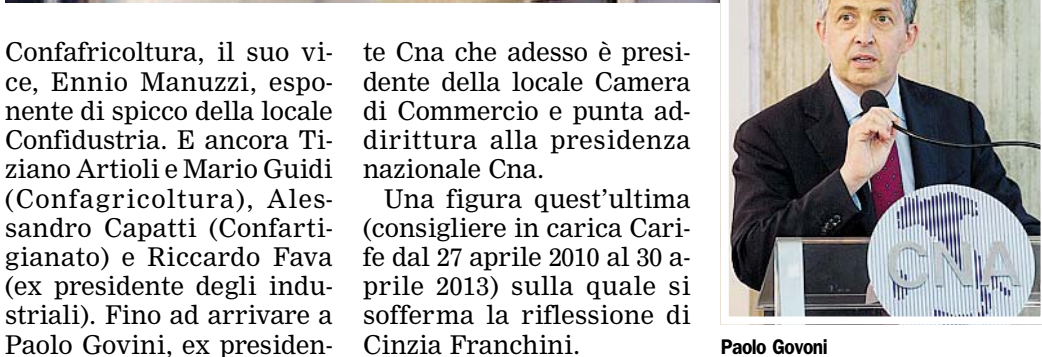 Confafricoltura, il suo vi-
ce, Ennio Manuzzi, espo-
nente di spicco della locale
Confidustria. E ancora Ti-
ziano Artioli e Mario Guidi
(Confagricoltura), Ales-
sandro Capatti (Confarti-
gianato) e Riccardo Fava
(ex presidente degli indu-
striali). Fino ad arrivare a
Paolo Govini, ex presiden-
te Cna che adesso è presi-
dente della locale Camera
di Commercio e punta ad-
dirittura alla presidenza
nazionale Cna.
Una figura quest'ultima
(consigliere in carica Cari-
fe dal 27 aprile 2010 al 30 a-
prile 2013) sulla quale si
sofferma la riflessione di
Cinzia Franchini.
CNA
Paolo Govoni